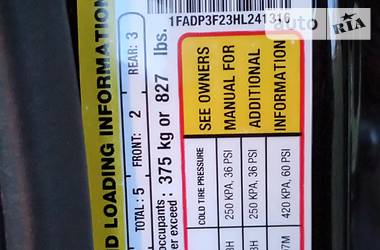 1FADP3F23HL241316
auto RIA
ND LOADING INFORMATION
TOTAL : 5 FRONT: 2 REAR: 3
occupants : 375 kg or 827 lbs.
er exceed :
SEE OWNERS
MANUAL FOR
ADDITIONAL
INFORMATION
COLD TIRE PRESSURE
250 KPA, 36 PSI
250 KPA, 36 PSI
420 KPA, 60 PSI